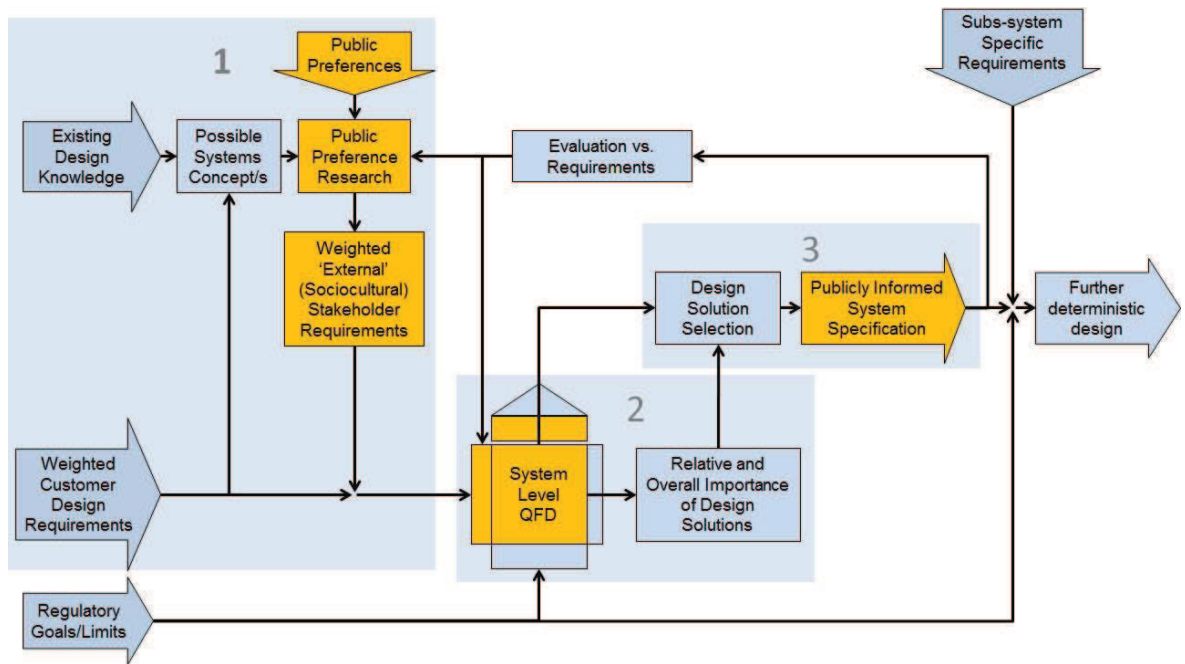 1
Public
Preferences
Subs-system
Specific
Requirements
Existing
Design
Knowledge
Possible
Systems
Concept/s
Public
Preference
Research
Evaluation vs.
Requirements
Weighted
‘External’
(Sociocultural)
Stakeholder
Requirements
3
Design
Solution
Selection
Publicly Informed
System
Specification
Further
deterministic
design
2
Weighted
Customer
Design
Requirements
System
Level
QFD
Relative and
Overall Importance
of Design
Solutions
Regulatory
Goals/Limits